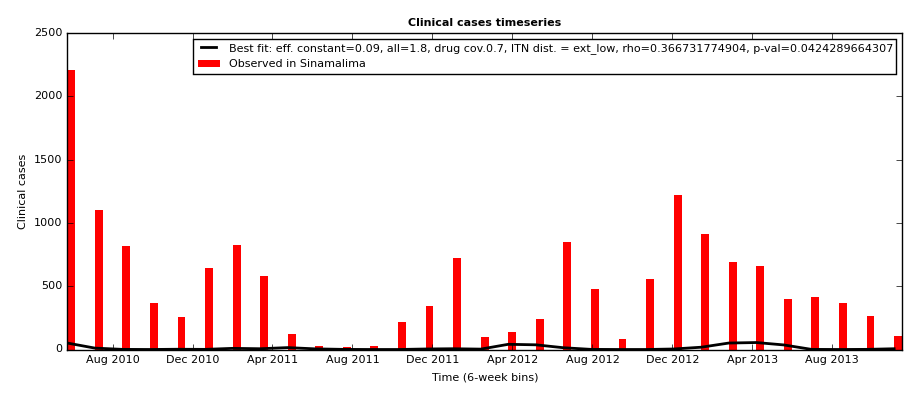 Clinical cases timeseries
Best fit: eff. constant=0.09, all=1.8, drug cov.0.7, ITN dist. = ext_low, rho=0.366731774904, p-val=0.0424289664307
Observed in Sinamalima
2500
2000
1500
1000
500
0
Clinical cases
Aug 2010 Dec 2010 Apr 2011 Aug 2011 Dec 2011 Apr 2012 Aug 2012 Dec 2012 Apr 2013 Aug 2013
Time (6-week bins)